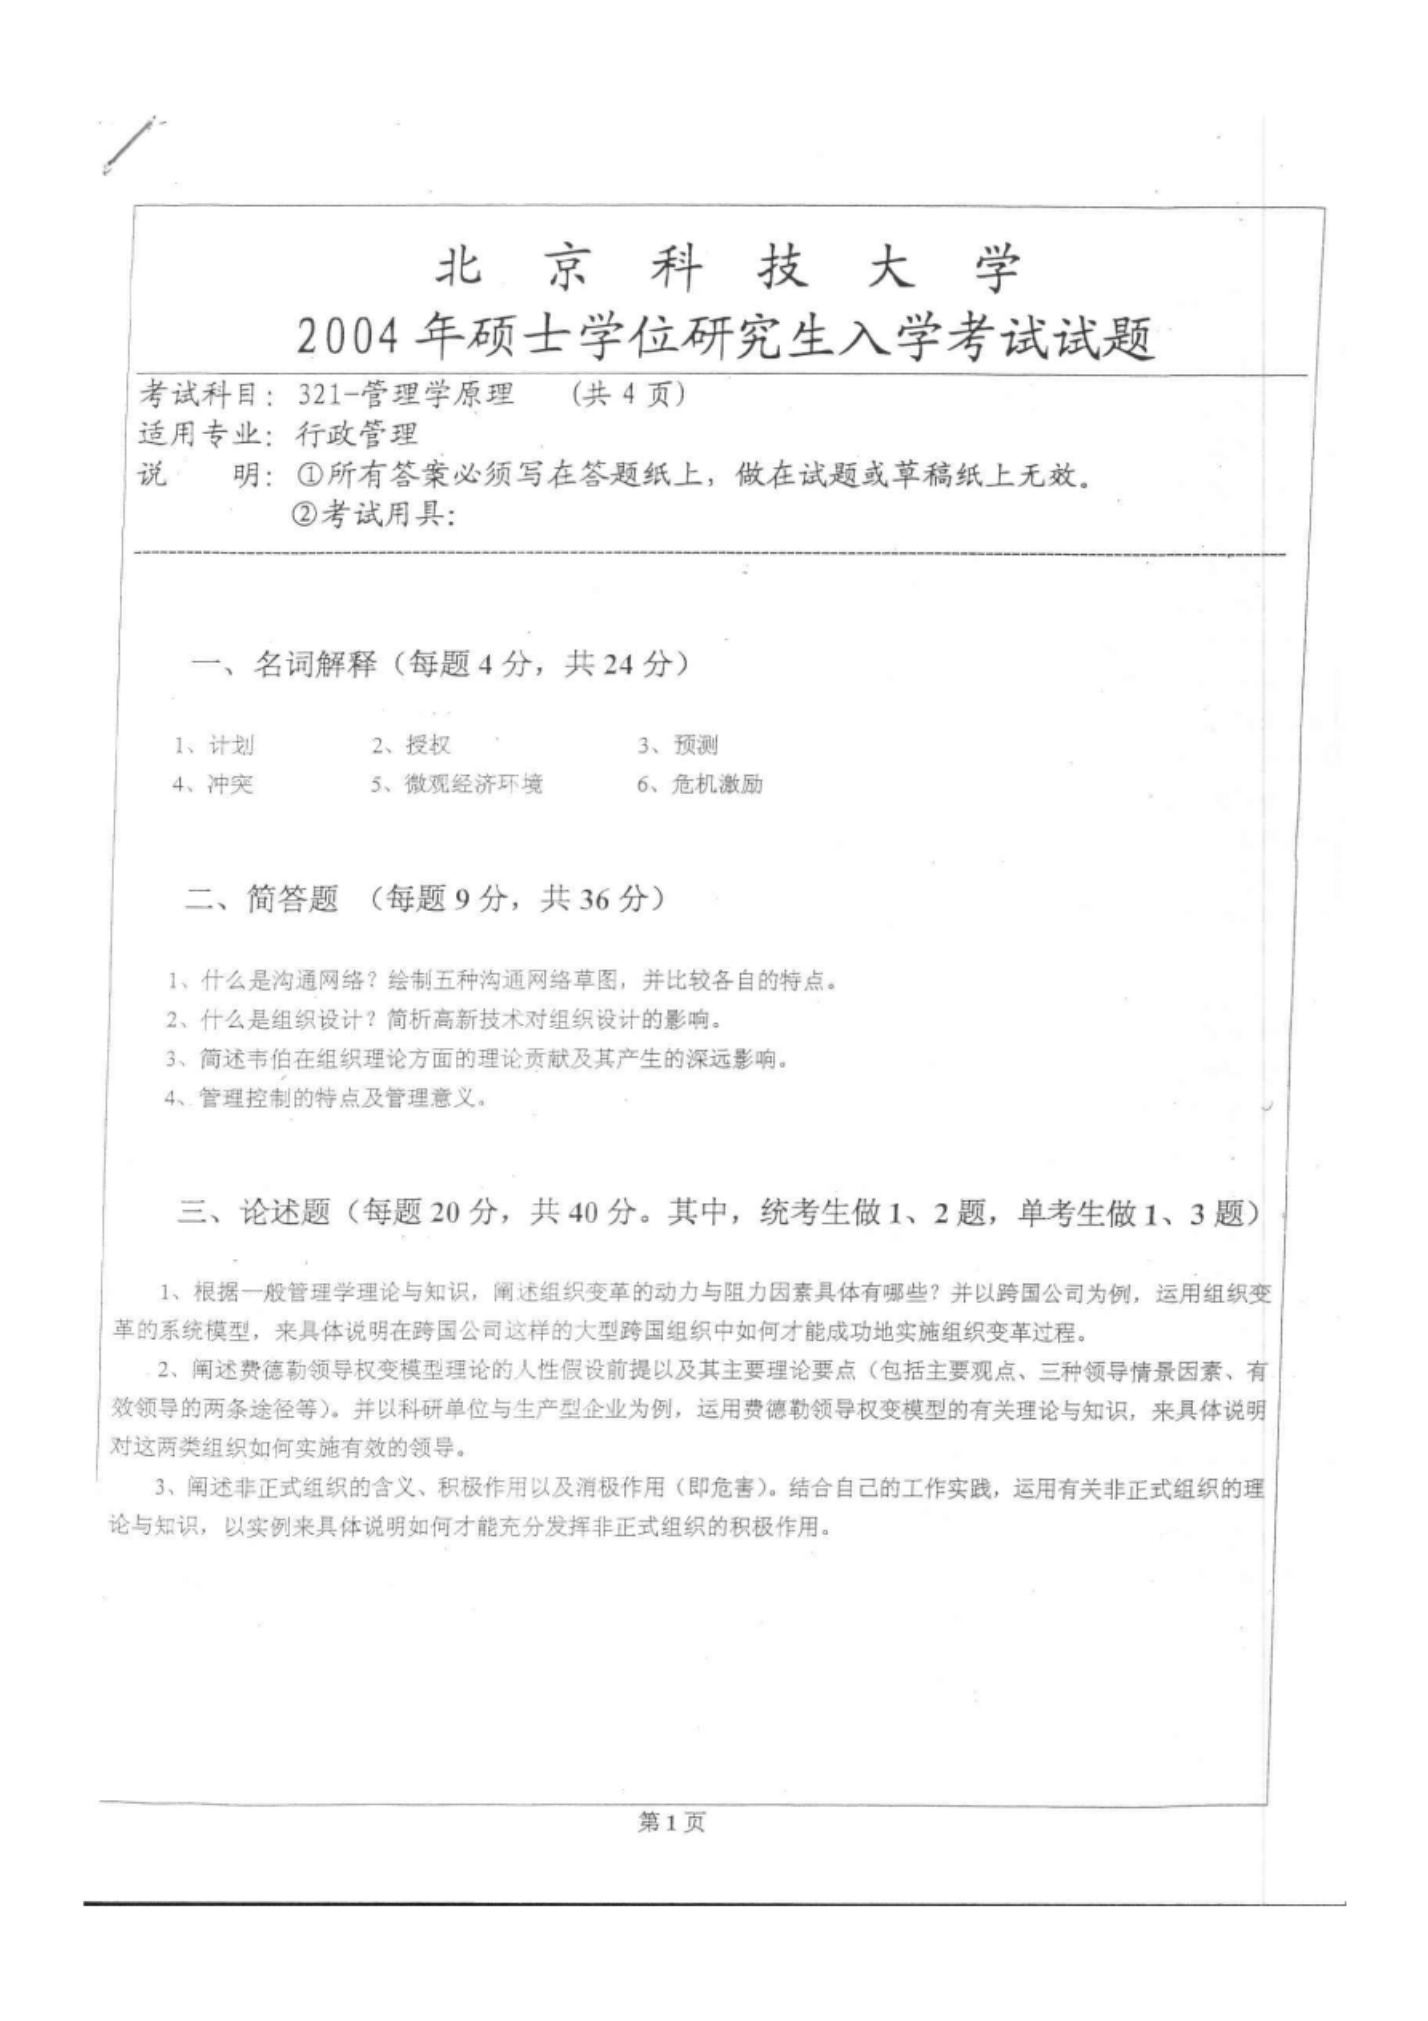 北京科技大学
2004年硕士学位研究生入学考试试题
考试科目：321-管理学原理 （共 4 页）
适用专业：行政管理
说 明：①所有答案必须写在答题纸上，做在试题或草稿纸上无效。
②考试用具：
一、名词解释（每题 4 分，共 24 分）
1、计划 2、授权 3、预测
4、冲突 5、微观经济环境 6、危机激励
二、简答题 （每题 9 分，共 36 分）
1、什么是沟通网络？绘制五种沟通网络草图，并比较各自的特点。
2、什么是组织设计？简析高新技术对组织设计的影响。
3、简述韦伯在组织理论方面的理论贡献及其产生的深远影响。
4、管理控制的特点及管理意义。
三、论述题（每题 20 分，共 40 分。其中，统考生做 1、2 题，单考生做 1、3 题）
1、根据一般管理学理论与知识，阐述组织变革的动力与阻力因素具体有哪些？并以跨国公司为例，运用组织变
革的系统模型，来具体说明在跨国公司这样的大型跨国组织中如何才能成功地实施组织变革过程。
2、阐述费德勒领导权变模型理论的人性假设前提以及其主要理论要点（包括主要观点、三种领导情景因素、有
效领导的两条途径等）。并以科研单位与生产型企业为例，运用费德勒领导权变模型的有关理论与知识，来具体说明
对这两类组织如何实施有效的领导。
3、阐述非正式组织的含义、积极作用以及消极作用（即危害）。结合自己的工作实践，运用有关非正式组织的理
论与知识，以实例来具体说明如何才能充分发挥非正式组织的积极作用。
第 1 页